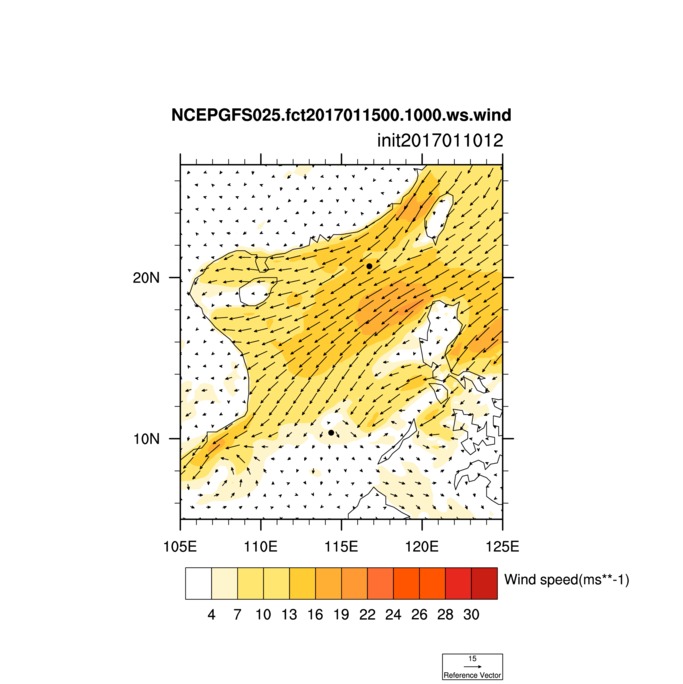 NCEPGFS025.fct2017011500.1000.ws.wind
init2017011012
20N
10N
105E 110E 115E 120E 125E
Wind speed(ms**-1)
4 7 10 13 16 19 22 24 26 28 30
15
Reference Vector